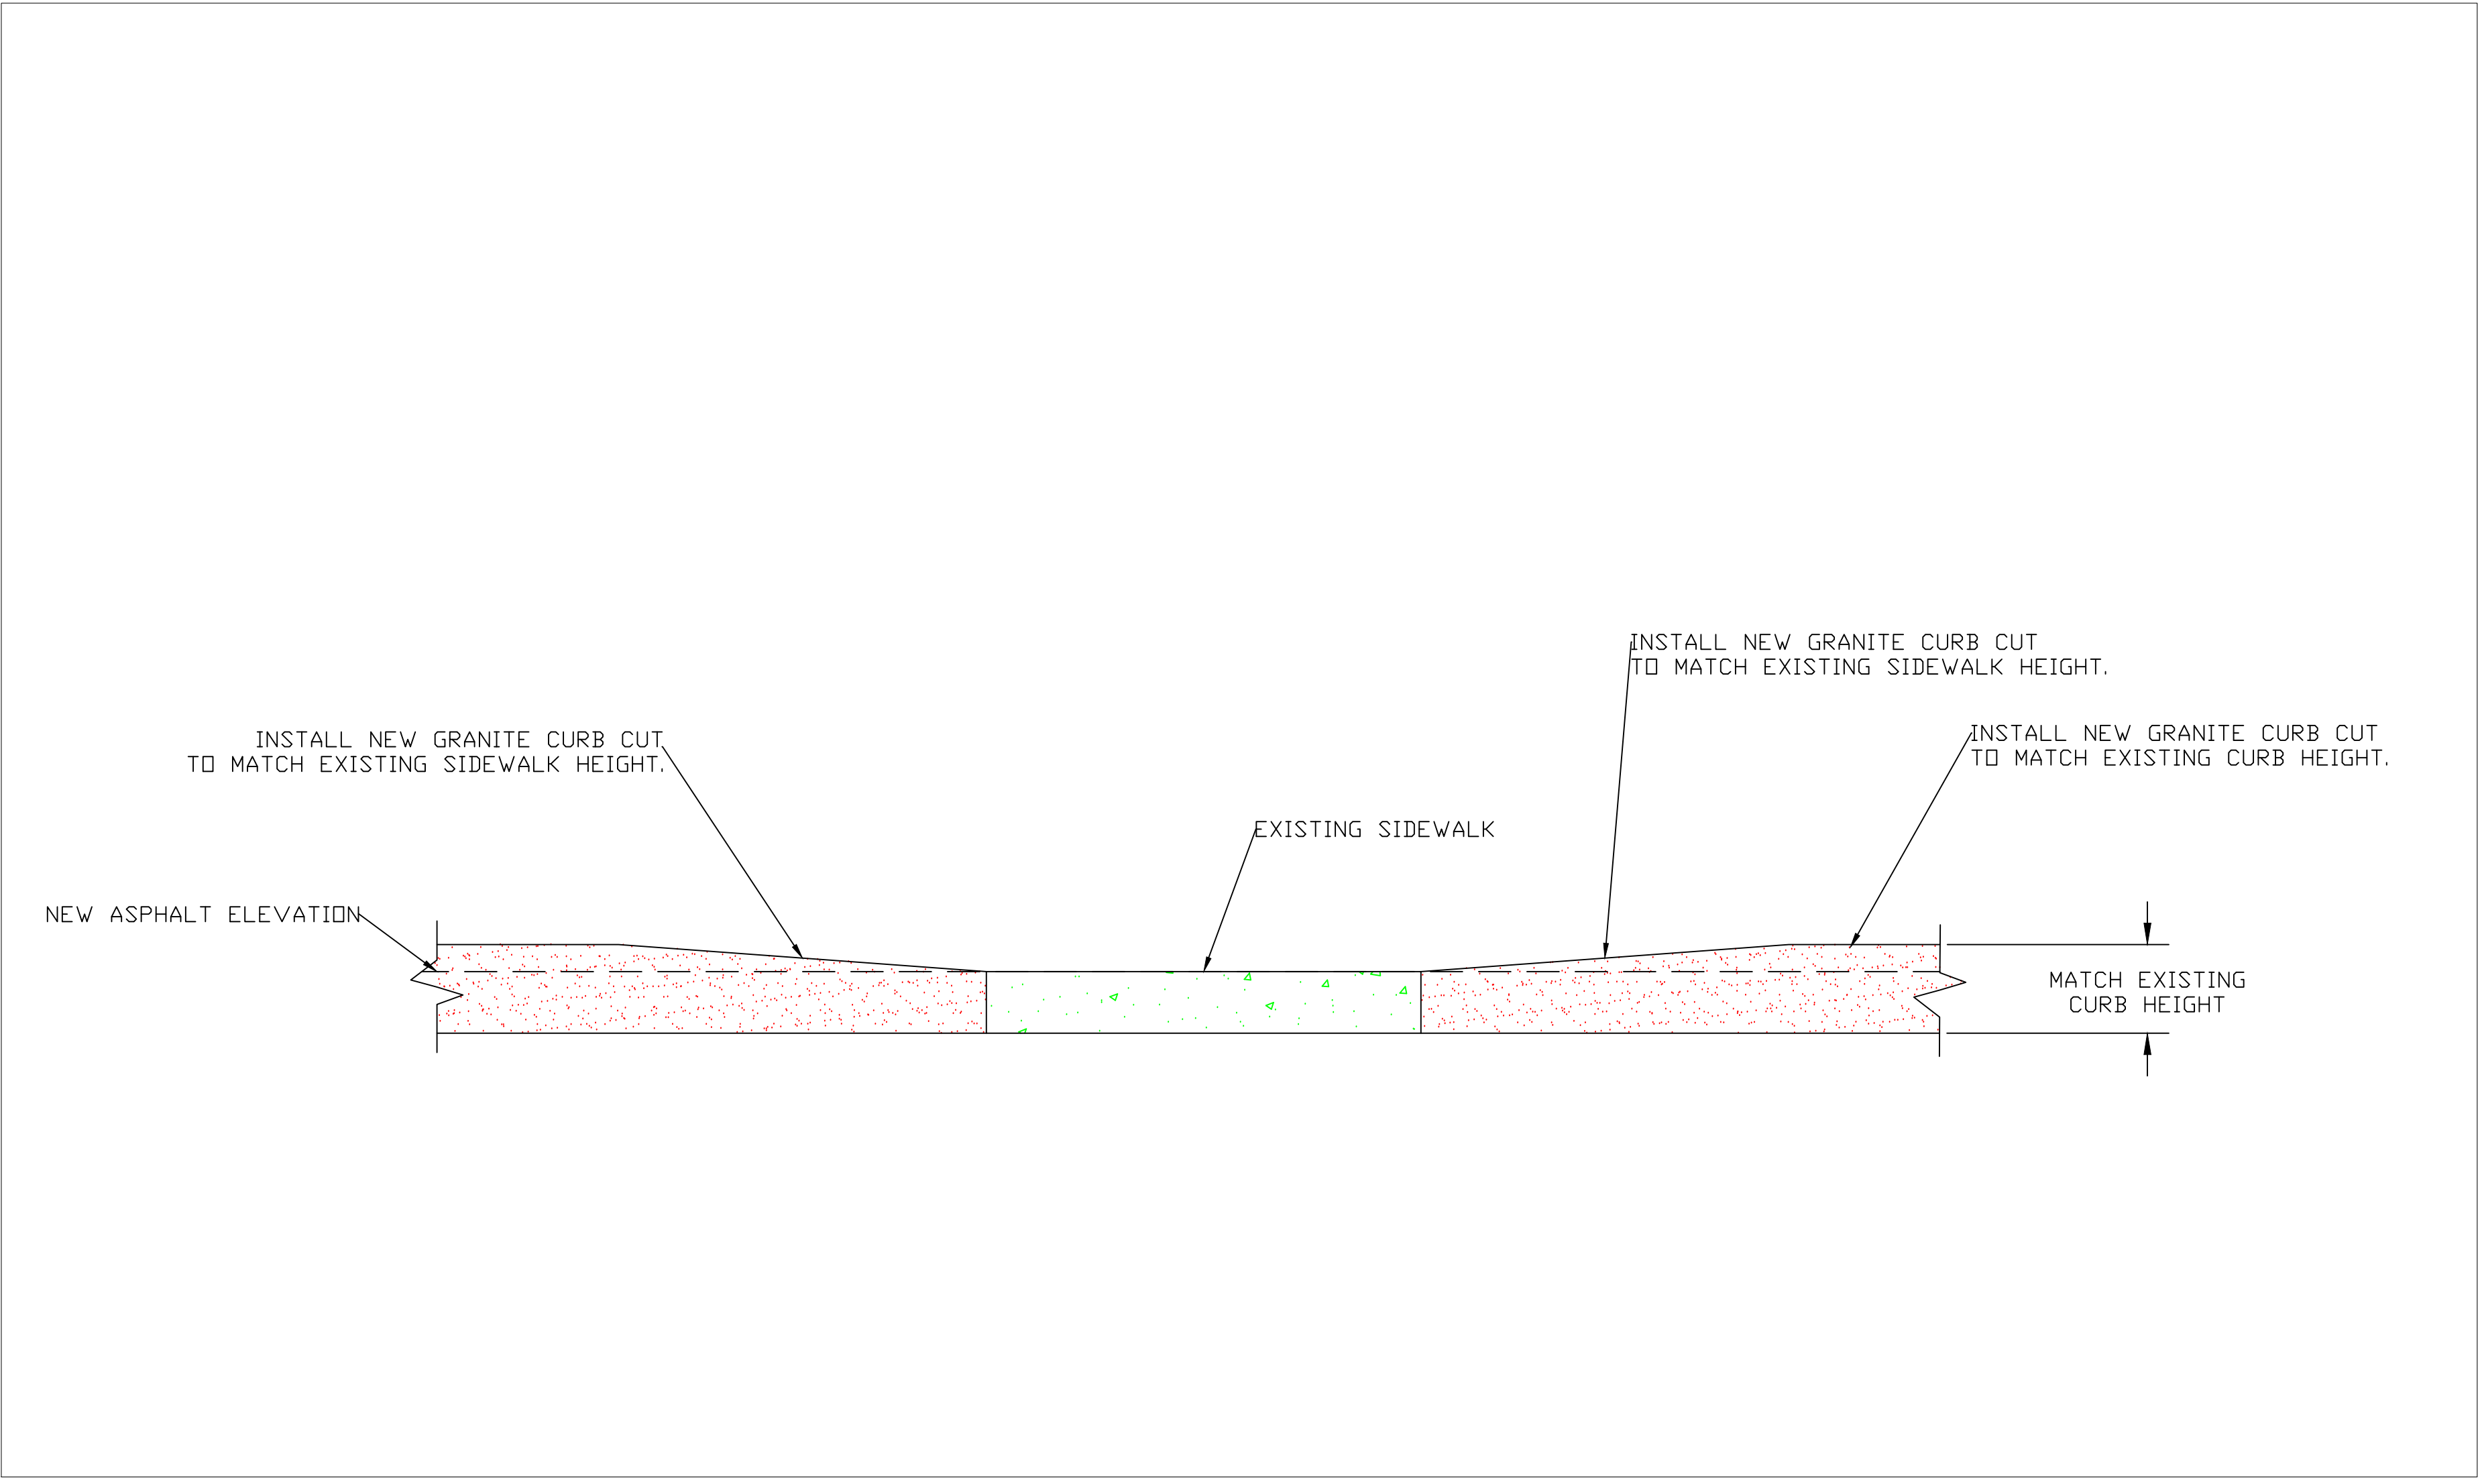 INSTALL NEW GRANITE CURB CUT
TO MATCH EXISTING SIDEWALK HEIGHT.
INSTALL NEW GRANITE CURB CUT
TO MATCH EXISTING CURB HEIGHT.
INSTALL NEW GRANITE CURB CUT
TO MATCH EXISTING SIDEWALK HEIGHT.
EXISTING SIDEWALK
NEW ASPHALT ELEVATION
MATCH EXISTING
CURB HEIGHT